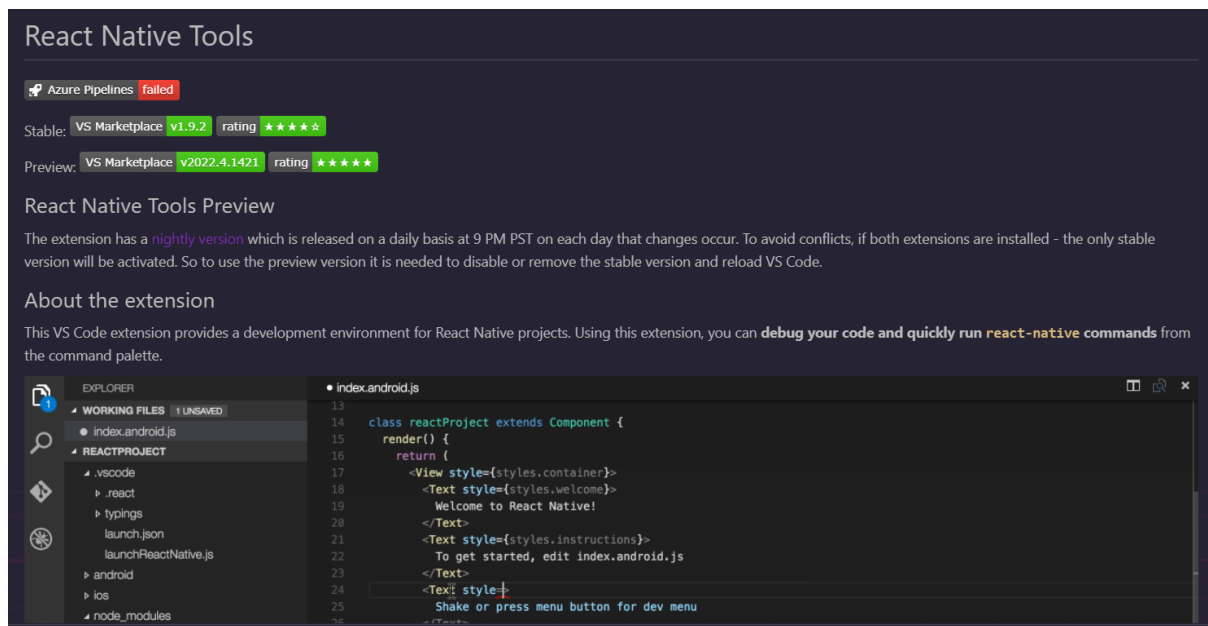 React Native Tools
Azure Pipelines failed
Stable: VS Marketplace v1.9.2 rating ★★★★☆
Preview: VS Marketplace v2022.4.1421 rating ★★★★★
React Native Tools Preview
The extension has a nightly version which is released on a daily basis at 9 PM PST on each day that changes occur. To avoid conflicts, if both extensions are installed - the only stable
version will be activated. So to use the preview version it is needed to disable or remove the stable version and reload VS Code.
About the extension
This VS Code extension provides a development environment for React Native projects. Using this extension, you can debug your code and quickly run react-native commands from
the command palette.
1
EXPLORER
WORKING FILES 1 UNSAVED
index.android.js
REACTPROJECT
.vscode
.react
typings
launch.json
launchReactNative.js
android
ios
node_modules
index.android.js
13
14 class reactProject extends Component {
15 render() {
16 return (
17 <View style={styles.container}>
18 <Text style={styles.welcome}>
19 Welcome to React Native!
20 </Text>
21 <Text style={styles.instructions}>
22 To get started, edit index.android.js
23 </Text>
24 <Text style=>
25 Shake or press menu button for dev menu
26 </Text>